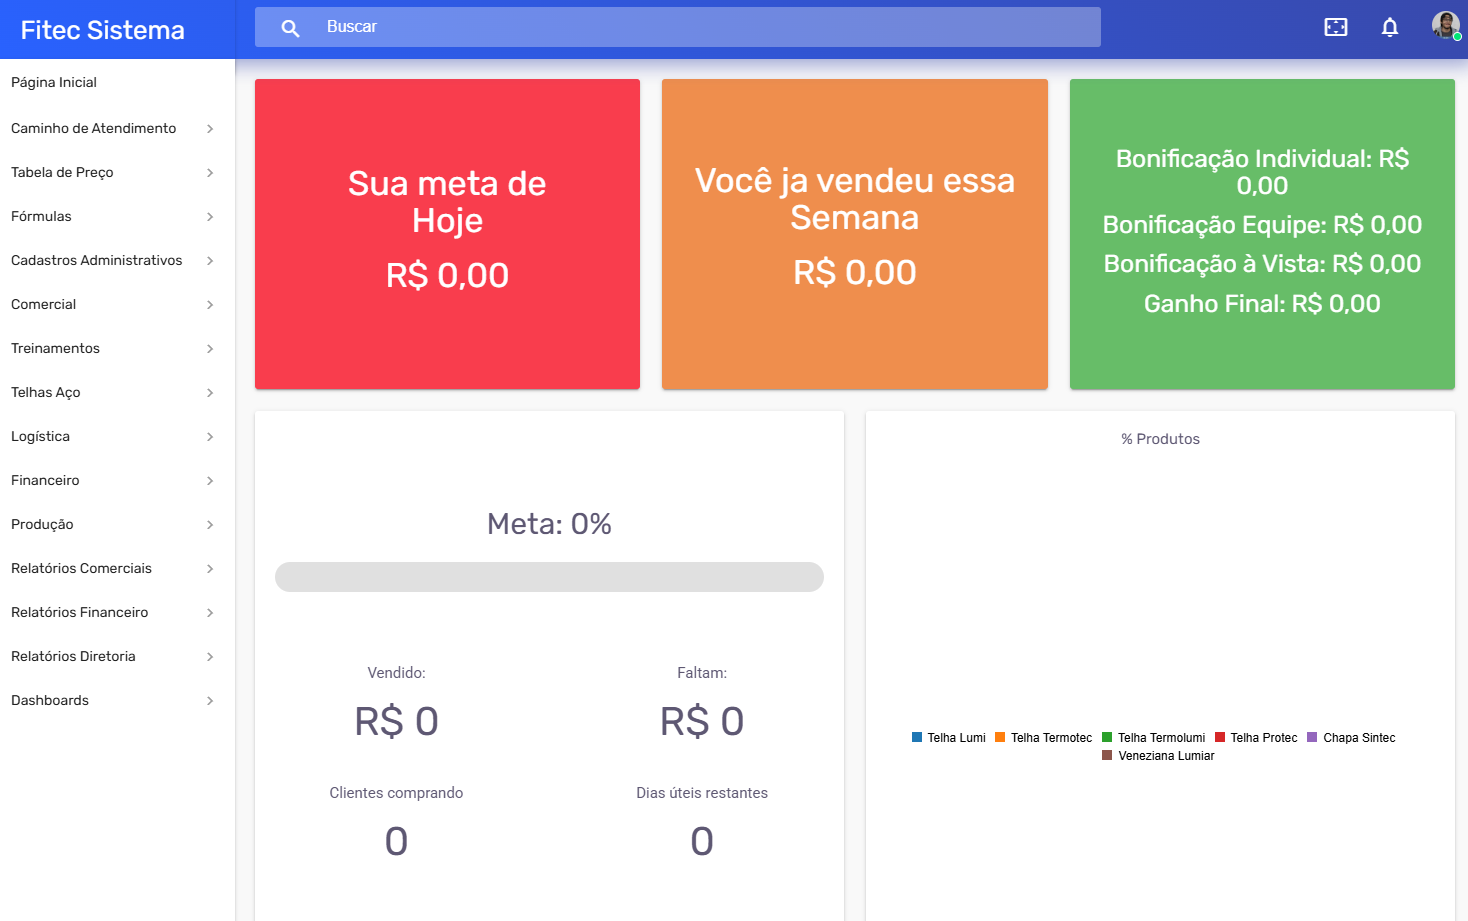 Fitec Sistema
Buscar
Página Inicial
Caminho de Atendimento
Tabela de Preço
Fórmulas
Cadastros Administrativos
Comercial
Treinamentos
Telhas Aço
Logística
Financeiro
Produção
Relatórios Comerciais
Relatórios Financeiro
Relatórios Diretoria
Dashboards
Sua meta de
Hoje
R$ 0,00
Você ja vendeu essa
Semana
R$ 0,00
Bonificação Individual: R$
0,00
Bonificação Equipe: R$ 0,00
Bonificação à Vista: R$ 0,00
Ganho Final: R$ 0,00
Meta: 0%
Vendido:
R$ 0
Faltam:
R$ 0
Clientes comprando
0
Dias úteis restantes
0
% Produtos
Telha Lumi Telha Termotec Telha Termolumi Telha Protec Chapa Sintec
Veneziana Lumiar